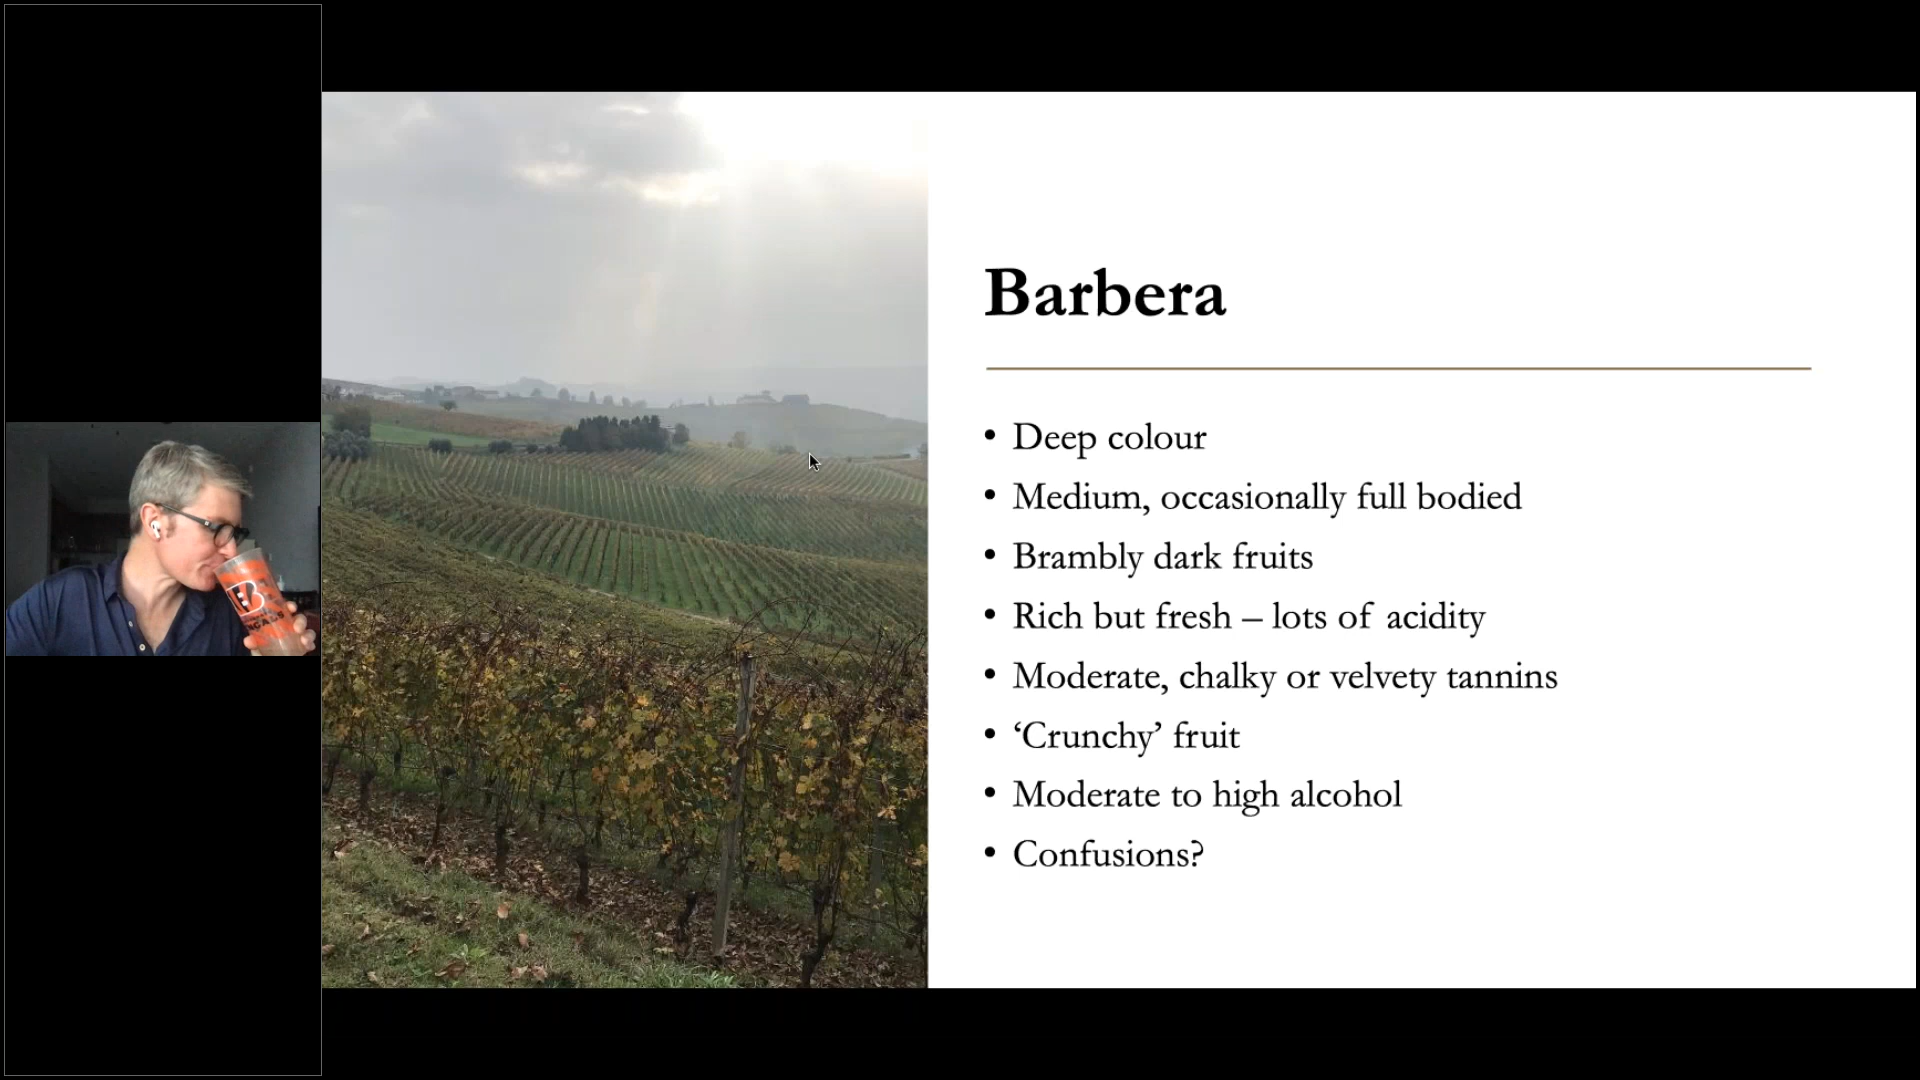 B
Barbera
• Deep colour
• Medium, occasionally full bodied
• Brambly dark fruits
• Rich but fresh – lots of acidity
• Moderate, chalky or velvety tannins
• ‘Crunchy’ fruit
• Moderate to high alcohol
• Confusions?